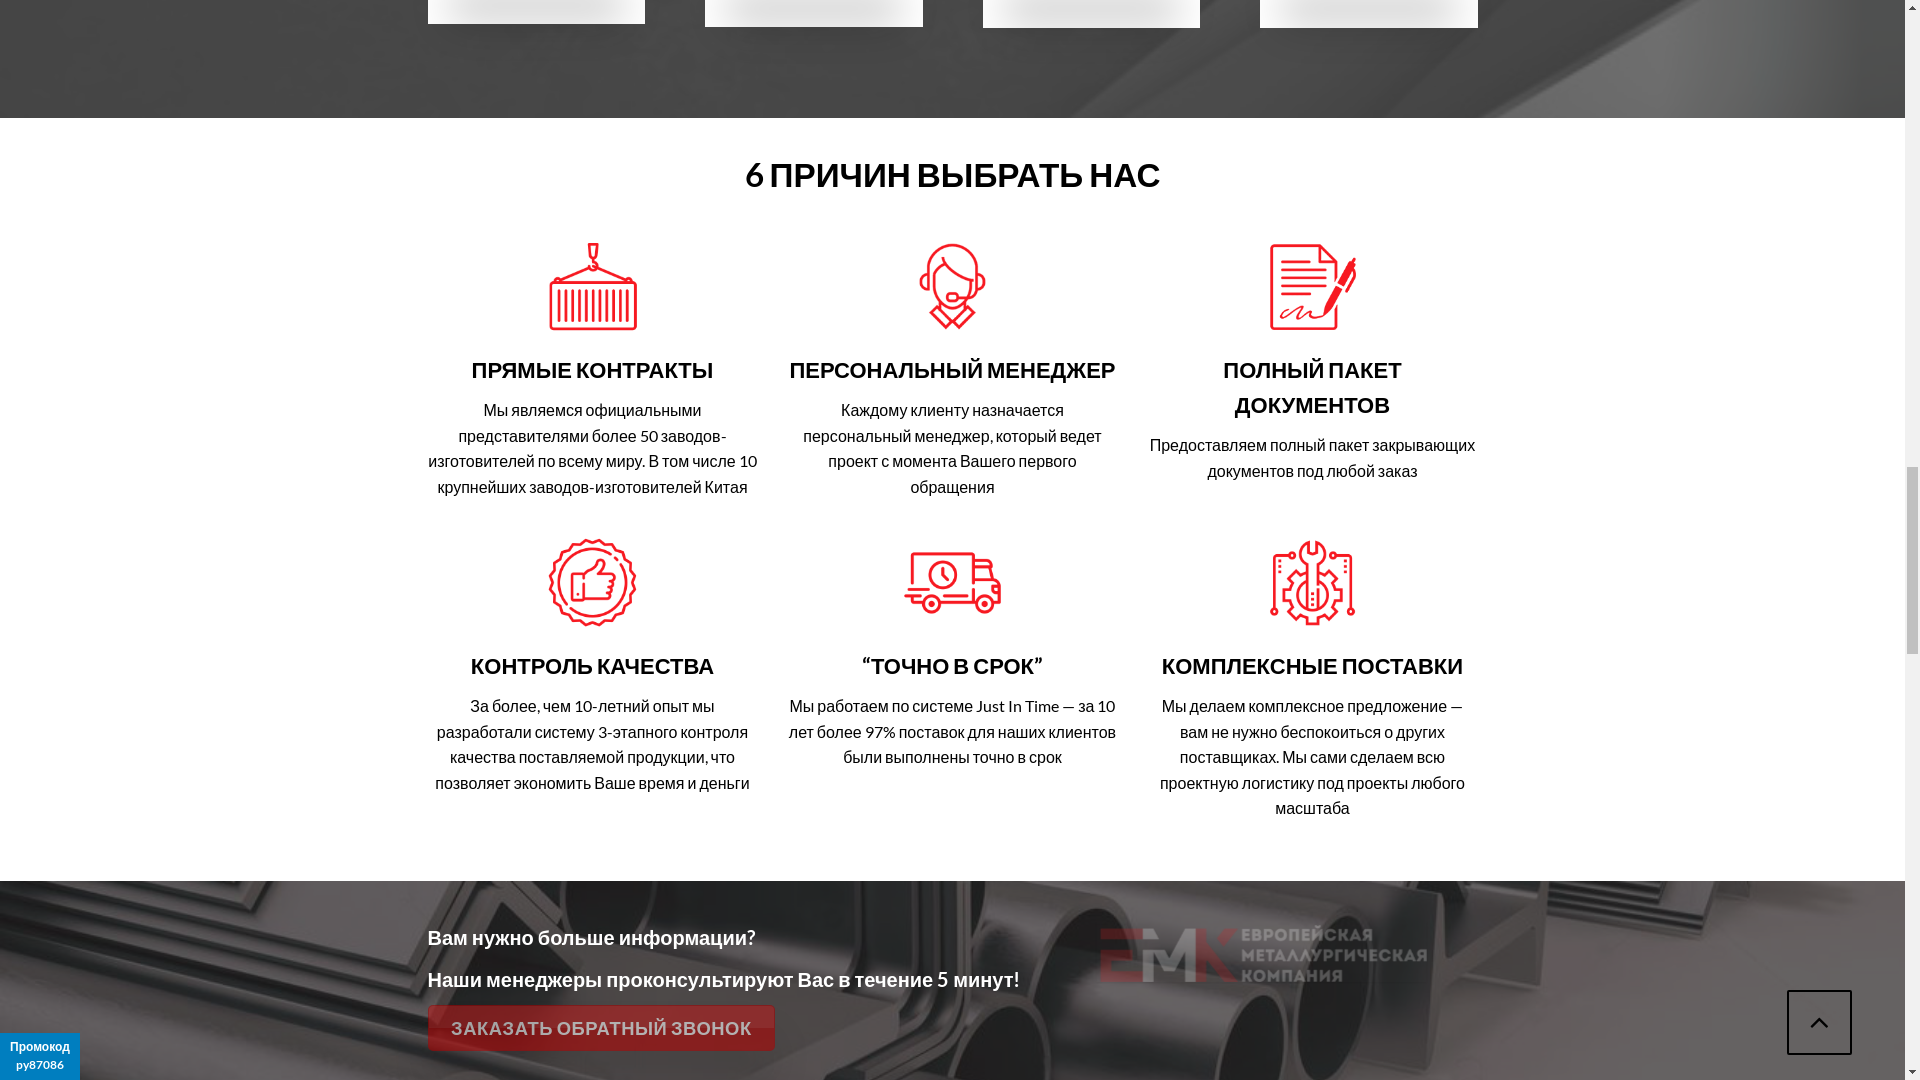 6 ПРИЧИН ВЫБРАТЬ НАС
ПРЯМЫЕ КОНТРАКТЫ
Мы являемся официальными
представителями более 50 заводов-
изготовителей по всему миру. В том числе 10
крупнейших заводов-изготовителей Китая
ПЕРСОНАЛЬНЫЙ МЕНЕДЖЕР
Каждому клиенту назначается
персональный менеджер, который ведет
проект с момента Вашего первого
обращения
ПОЛНЫЙ ПАКЕТ
ДОКУМЕНТОВ
Предоставляем полный пакет закрывающих
документов под любой заказ
КОНТРОЛЬ КАЧЕСТВА
За более, чем 10-летний опыт мы
разработали систему 3-этапного контроля
качества поставляемой продукции, что
позволяет экономить Ваше время и деньги
“ТОЧНО В СРОК”
Мы работаем по системе Just In Time — за 10
лет более 97% поставок для наших клиентов
были выполнены точно в срок
КОМПЛЕКСНЫЕ ПОСТАВКИ
Мы делаем комплексное предложение —
вам не нужно беспокоиться о других
поставщиках. Мы сами сделаем всю
проектную логистику под проекты любого
масштаба
Вам нужно больше информации?
Наши менеджеры проконсультируют Вас в течение 5 минут!
ЗАКАЗАТЬ ОБРАТНЫЙ ЗВОНОК
ЕМК
ЕВРОПЕЙСКАЯ
МЕТАЛЛУРГИЧЕСКАЯ
КОМПАНИЯ
Промокод
ру87086